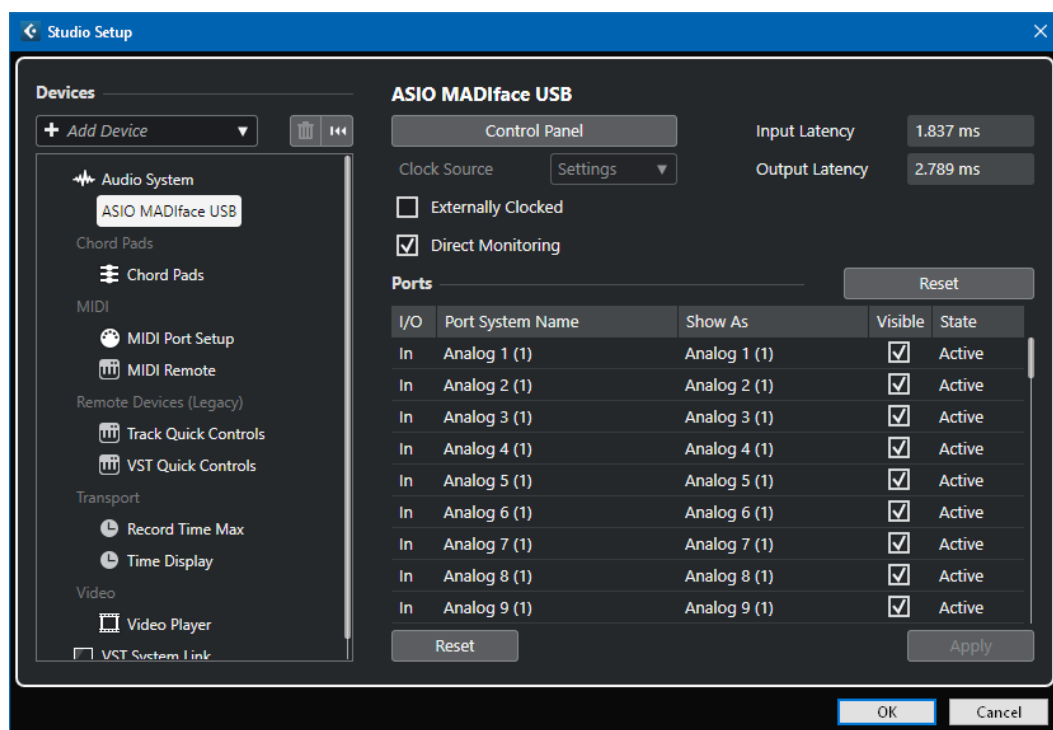 Studio Setup
Devices
Add Device
Audio System
ASIO MADIface USB
Chord Pads
Chord Pads
MIDI
MIDI Port Setup
MIDI Remote
Remote Devices (Legacy)
Track Quick Controls
VST Quick Controls
Transport
Record Time Max
Time Display
Video
Video Player
VST System Link
ASIO MADIface USB
Control Panel
Input Latency 1.837 ms
Clock Source Settings
Output Latency 2.789 ms
Externally Clocked
Direct Monitoring
Ports Reset
I/O Port System Name Show As Visible State
In Analog 1 (1) Analog 1 (1) Active
In Analog 2 (1) Analog 2 (1) Active
In Analog 3 (1) Analog 3 (1) Active
In Analog 4 (1) Analog 4 (1) Active
In Analog 5 (1) Analog 5 (1) Active
In Analog 6 (1) Analog 6 (1) Active
In Analog 7 (1) Analog 7 (1) Active
In Analog 8 (1) Analog 8 (1) Active
In Analog 9 (1) Analog 9 (1) Active
Reset Apply
OK Cancel